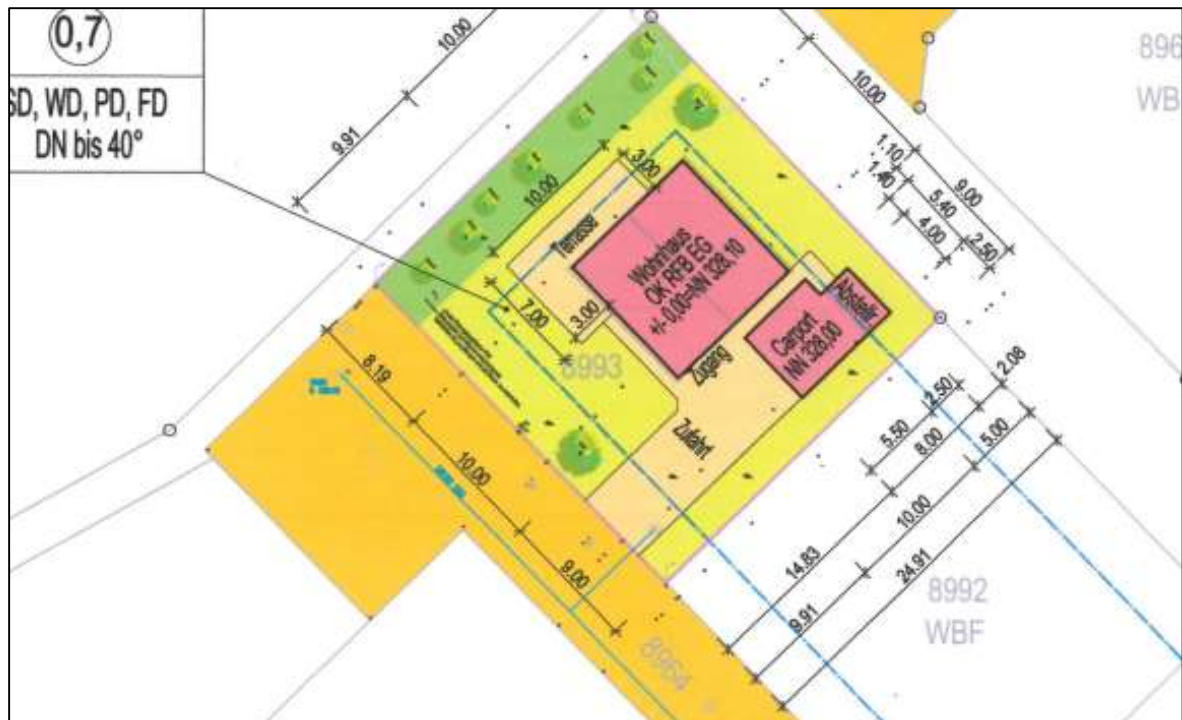 0,7
SD, WD, PD, FD
DN bis 40°
10.00
9.91
896
WB
10.00
1.10
1.40
9.00
5.40
4.00
2.50
3.00
10.00
Terrasse
Wohnhaus
OK RFB EG
+/- 0,00=NN 328,10
7.00
3.00
8993
Abstellr.
Carport
NN 328,00
Zugang
Zufahrt
8.19
10.00
9.00
2.08
2.50
5.50
8.00
5.00
10.00
14.83
9.91
24.91
8992
WBF
8964